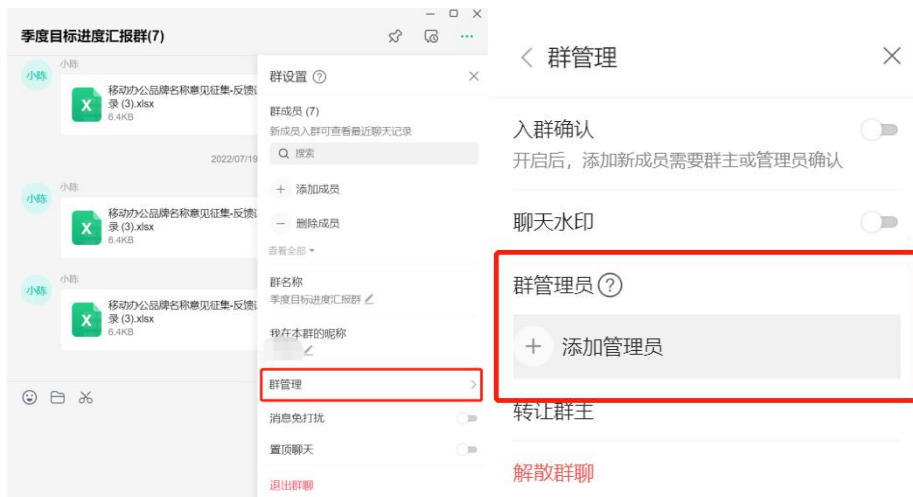 季度目标进度汇报群(7)
小陈
小陈
移动办公品牌名称意见征集-反馈
录 (3).xlsx
6.4KB
2022/07/19
小陈
小陈
移动办公品牌名称意见征集-反馈
录 (3).xlsx
6.4KB
小陈
小陈
移动办公品牌名称意见征集-反馈
录 (3).xlsx
6.4KB
群设置
群成员 (7)
新成员入群可查看最近聊天记录
搜索
添加成员
删除成员
查看全部
群名称
季度目标进度汇报群
我在本群的昵称
群管理
消息免打扰
置顶聊天
退出群聊
群管理
入群确认
开启后，添加新成员需要群主或管理员确认
聊天水印
群管理员
添加管理员
转让群主
解散群聊